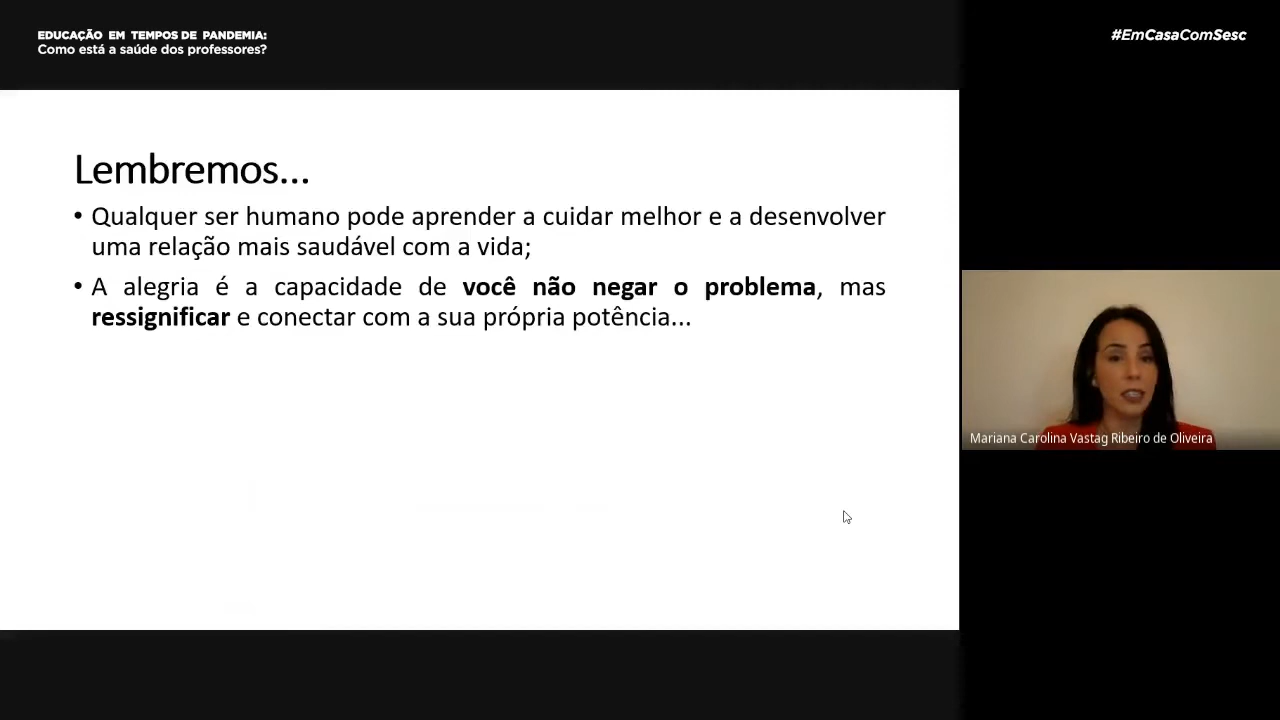 EDUCAÇÃO EM TEMPOS DE PANDEMIA:
Como está a saúde dos professores?
#EmCasaComSesc
Lembremos...
• Qualquer ser humano pode aprender a cuidar melhor e a desenvolver
uma relação mais saudável com a vida;
• A alegria é a capacidade de você não negar o problema, mas
ressignificar e conectar com a sua própria potência...
Mariana Carolina Vastag Ribeiro de Oliveira